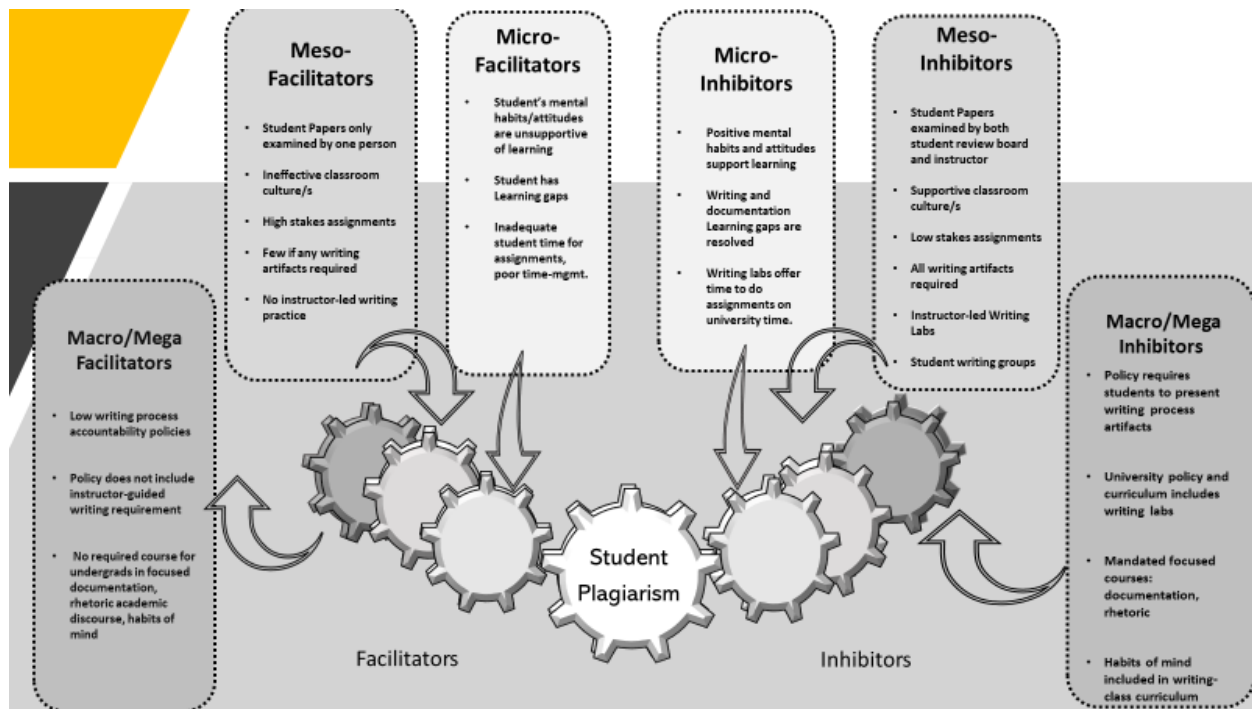 Meso-
Facilitators
• Student Papers only
examined by one person
• Ineffective classroom
culture/s
• High stakes assignments
• Few if any writing
artifacts required
• No instructor-led writing
practice
Micro-
Facilitators
• Student's mental
habits/attitudes
are unsupportive
of learning
• Student has
Learning gaps
• Inadequate
student time for
assignments,
poor time-mgmt.
Micro-
Inhibitors
• Positive mental
habits and attitudes
support learning
• Writing and
documentation
Learning gaps are
resolved
• Writing labs offer
time to do
assignments on
university time.
Meso-
Inhibitors
• Student Papers
examined by both
student review board
and instructor
• Supportive classroom
culture/s
• Low stakes assignments
• All writing artifacts
required
• Instructor-led Writing
Labs
• Student writing groups
Macro/Mega
Facilitators
• Low writing process
accountability policies
• Policy does not include
instructor-guided
writing requirement
• No required course for
undergrads in focused
documentation,
rhetoric academic
discourse, habits of
mind
Macro/Mega
Inhibitors
• Policy requires
students to present
writing process
artifacts
• University policy and
curriculum includes
writing labs
• Mandated focused
courses:
documentation,
rhetoric
• Habits of mind
included in writing-
class curriculum
Student
Plagiarism
Facilitators
Inhibitors